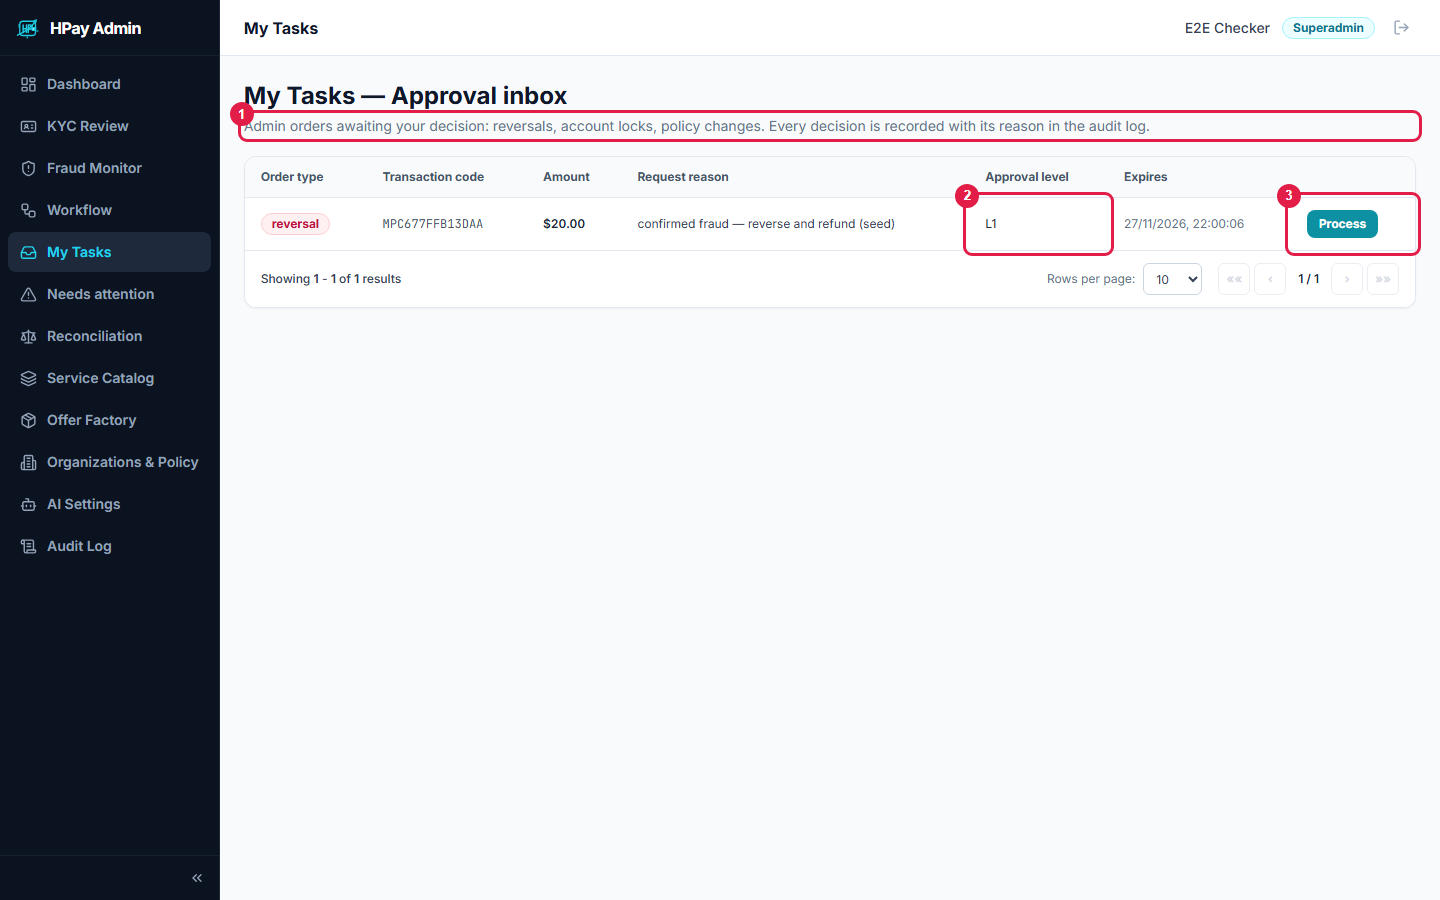 HPay Admin
My Tasks
E2E Checker
Superadmin
Dashboard
KYC Review
Fraud Monitor
Workflow
My Tasks
Needs attention
Reconciliation
Service Catalog
Offer Factory
Organizations & Policy
AI Settings
Audit Log
«
My Tasks — Approval inbox
1
Admin orders awaiting your decision: reversals, account locks, policy changes. Every decision is recorded with its reason in the audit log.
Order type Transaction code Amount Request reason Approval level Expires
2 3
reversal MPC677FFB13DAA $20.00 confirmed fraud — reverse and refund (seed) L1 27/11/2026, 22:00:06 Process
Showing 1 - 1 of 1 results Rows per page: 10 «« ‹ 1 / 1 › »»